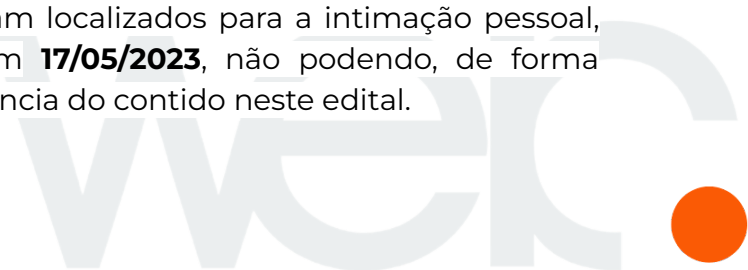 am localizados para a intimação pessoal,
m 17/05/2023, não podendo, de forma
ncia do contido neste edital.